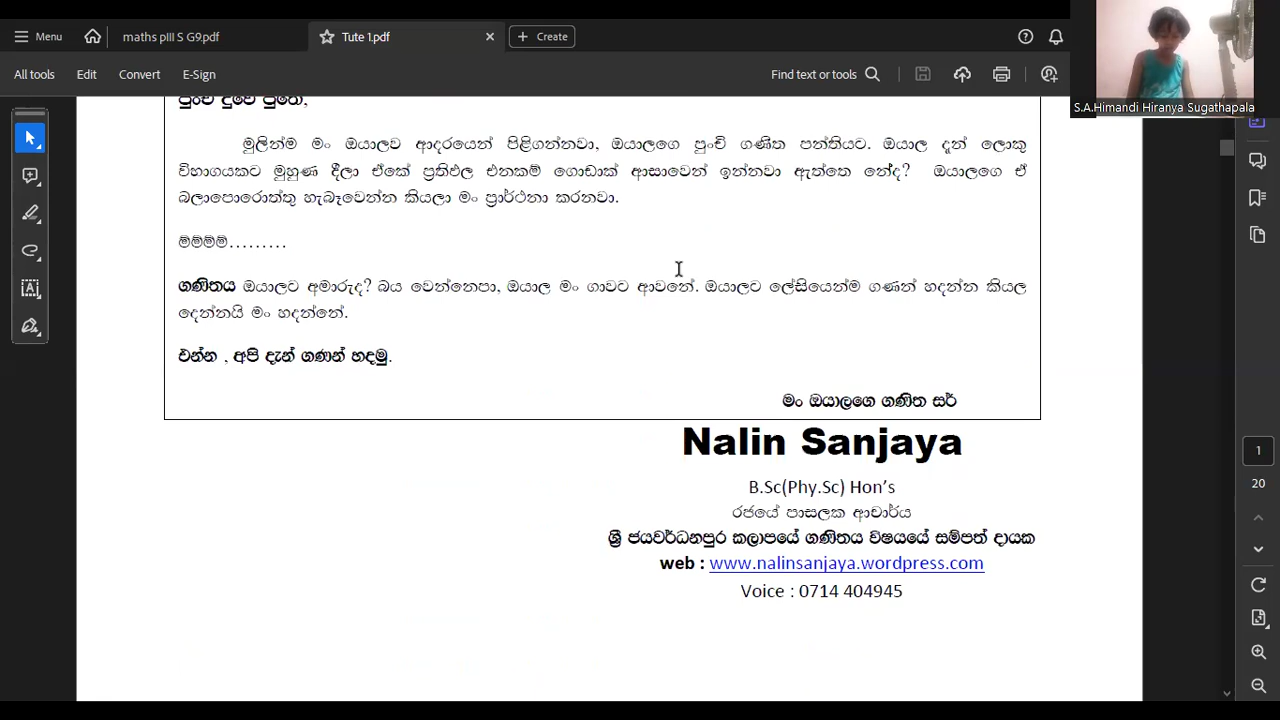 Menu
maths pIII S G9.pdf
Tute 1.pdf
Create
All tools
Edit
Convert
E-Sign
Find text or tools
S.A.Himandi Hiranya Sugathapala
පුංචි දුවේ පුතේ,
මුලින්ම මං ඔයාලව ආදරයෙන් පිළිගන්නවා, ඔයාලගෙ පුංචි ගණිත පන්තියට. ඔයාල දැන් ලොකු
විභාගයකට මුහුණ දීලා ඒකේ ප්‍රතිඵල එනකම් ගොඩාක් ආසාවෙන් ඉන්නවා ඇත්තෙ නේද? ඔයාලගෙ ඒ
බලාපොරොත්තු හැබෑවෙන්න කියලා මං ප්‍රාර්ථනා කරනවා.
ම්ම්ම්ම්.........
ගණිතය ඔයාලට අමාරුද? බය වෙන්නෙපා, ඔයාල මං ගාවට ආවනේ. ඔයාලට ලේසියෙන්ම ගණන් හදන්න කියල
දෙන්නයි මං හදන්නේ.
එන්න , අපි දැන් ගණන් හදමු.
මං ඔයාලගෙ ගණිත සර්
Nalin Sanjaya
B.Sc(Phy.Sc) Hon's
රජයේ පාසලක ආචාර්ය
ශ්‍රී ජයවර්ධනපුර කලාපයේ ගණිතය විෂයයේ සම්පත් දායක
web : www.nalinsanjaya.wordpress.com
Voice : 0714 404945
1
20